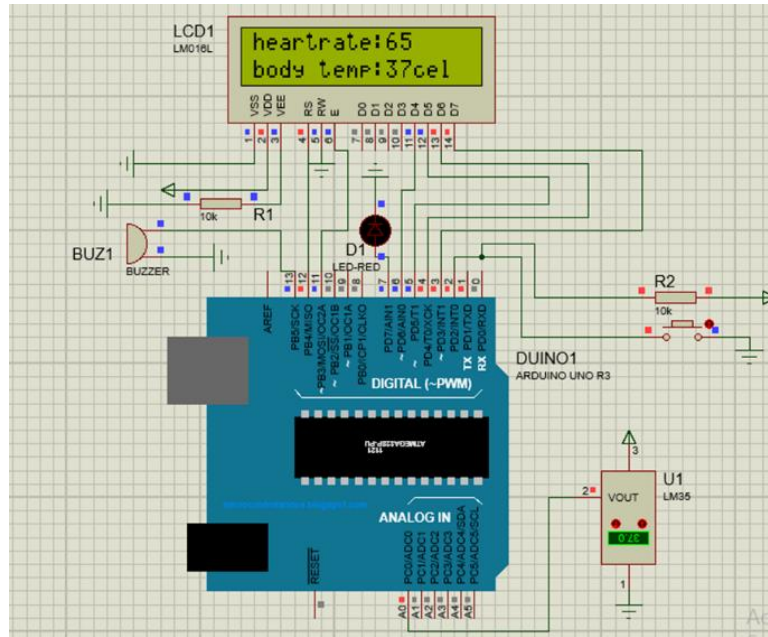 LCD1
LM016L
heartrate:65
body temp:37cel
VSS
VDD
VEE
RS
RW
E
D0
D1
D2
D3
D4
D5
D6
D7
1
2
3
4
5
6
7
8
9
10
11
12
13
14
10k
R1
BUZ1
BUZZER
D1
LED-RED
R2
10k
13
12
11
10
9
8
7
6
5
4
3
2
1
0
AREF
PB5/SCK
PB4/MISO
~PB3/MOSI/OC2A
~PB2/SS/OC1B
~PB1/OC1A
PB0/ICP1/CLKO
PD7/AIN1
~PD6/AIN0
~PD5/T1
PD4/T0/XCK
~PD3/INT1
PD2/INT0
PD1/TXD
PD0/RXD
TX
RX
DIGITAL (~PWM)
DUINO1
ARDUINO UNO R3
1121
ATMEGA328P-PU
ANALOG IN
RESET
PC0/ADC0
PC1/ADC1
PC2/ADC2
PC3/ADC3
PC4/ADC4/SDA
PC5/ADC5/SCL
A0
A1
A2
A3
A4
A5
3
U1
LM35
2
VOUT
37.0
1